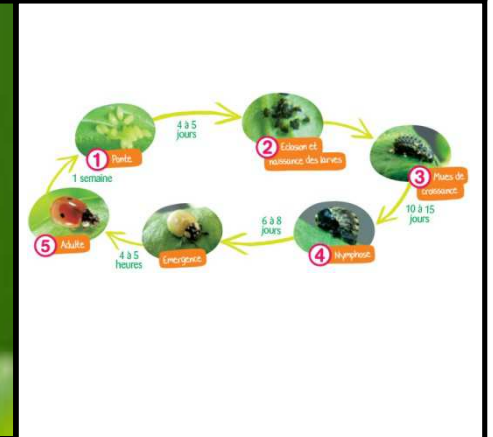 1 Ponte
4 à 5
jours
2 Eclosion et
naissance des larves
3 Mues de
croissance
10 à 15
jours
4 Nymphose
6 à 8
jours
Emergence
4 à 5
heures
5 Adulte
1 semaine